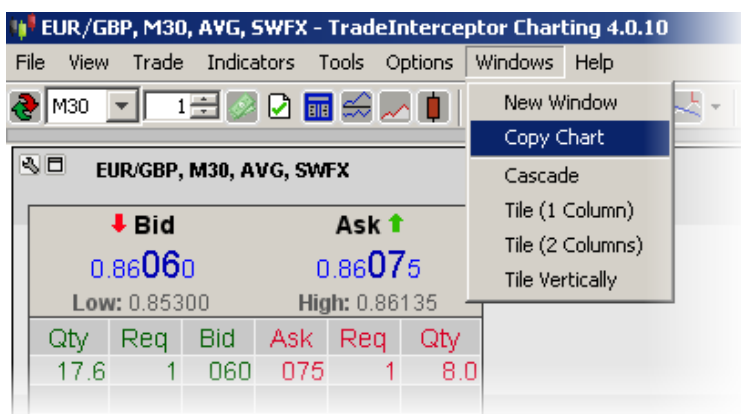 EUR/GBP, M30, AVG, SWFX - TradeInterceptor Charting 4.0.10
File View Trade Indicators Tools Options Windows Help
M30 1
New Window
Copy Chart
Cascade
Tile (1 Column)
Tile (2 Columns)
Tile Vertically
EUR/GBP, M30, AVG, SWFX
Bid Ask
0.86060 0.86075
Low: 0.85300 High: 0.86135
Qty Req Bid Ask Req Qty
17.6 1 060 075 1 8.0